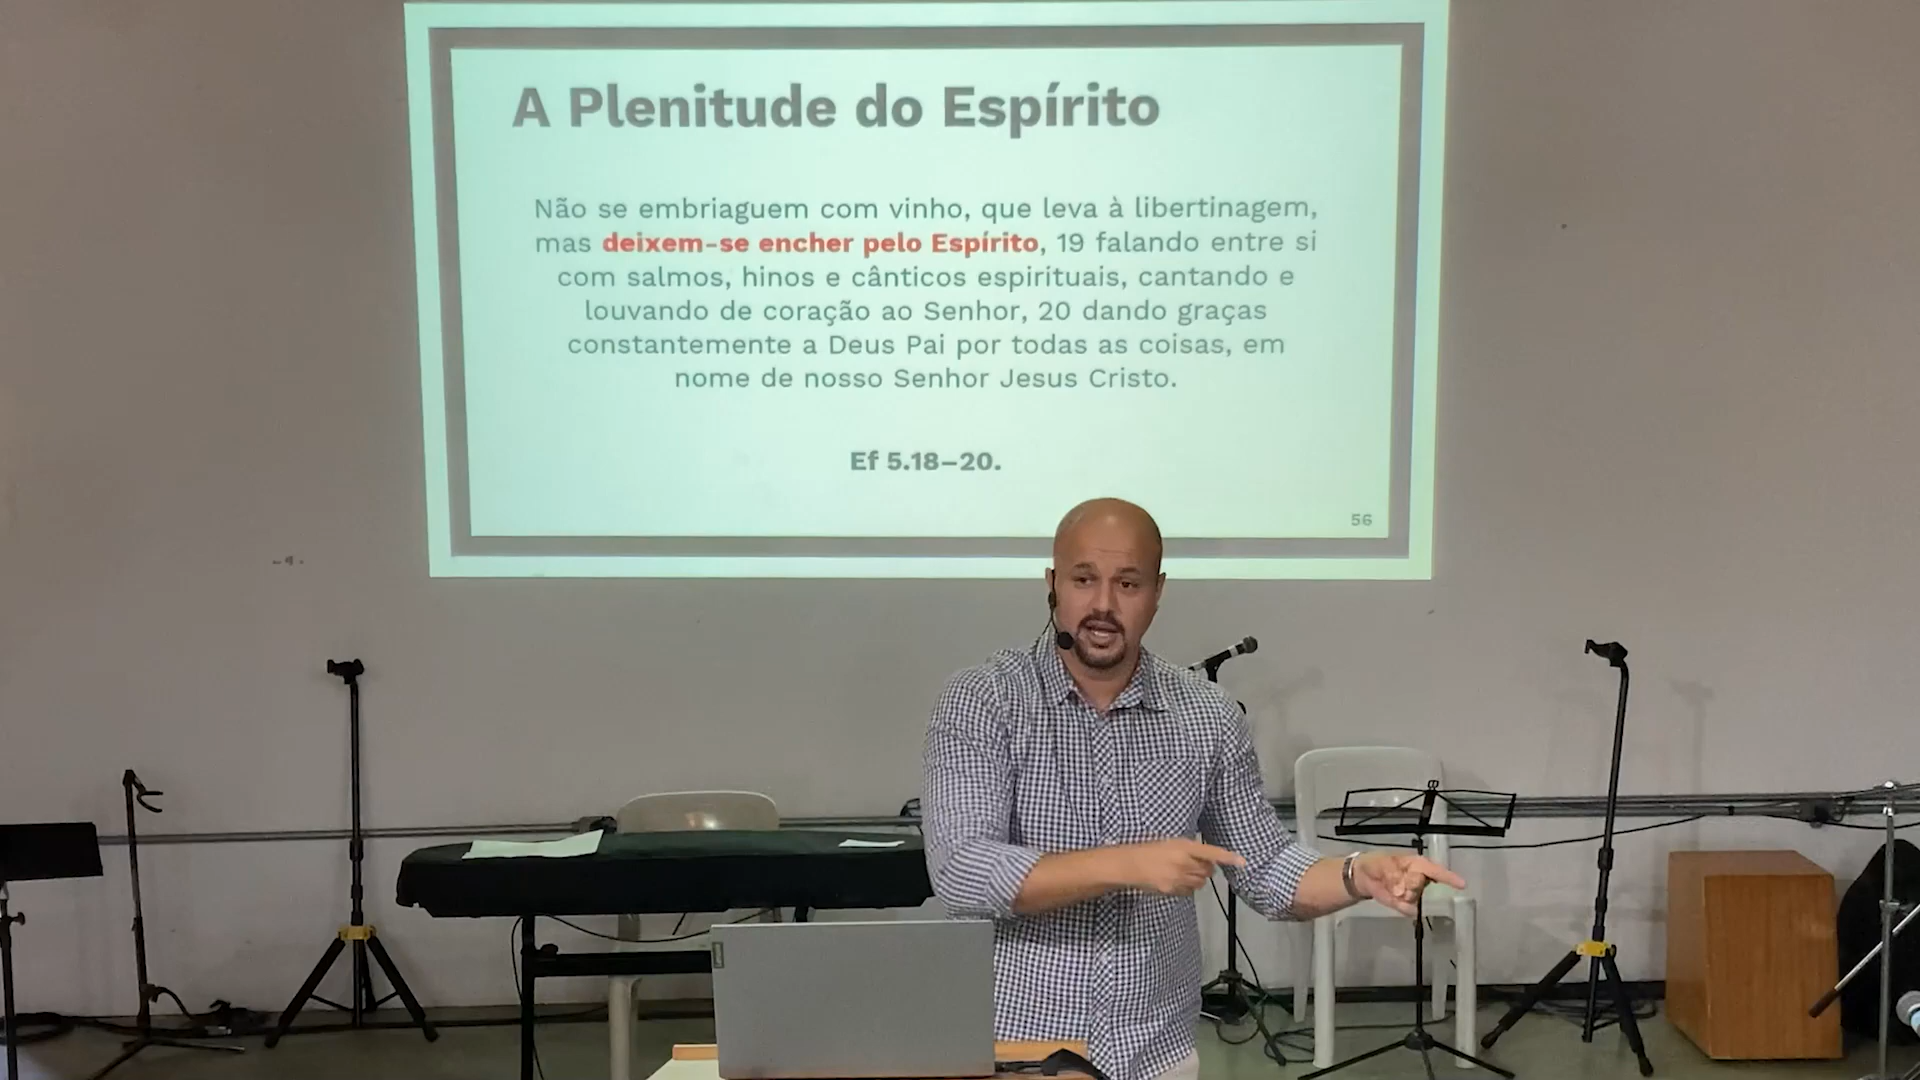 A Plenitude do Espírito
Não se embriaguem com vinho, que leva à libertinagem,
mas deixem-se encher pelo Espírito, 19 falando entre si
com salmos, hinos e cânticos espirituais, cantando e
louvando de coração ao Senhor, 20 dando graças
constantemente a Deus Pai por todas as coisas, em
nome de nosso Senhor Jesus Cristo.
Ef 5.18–20.
56